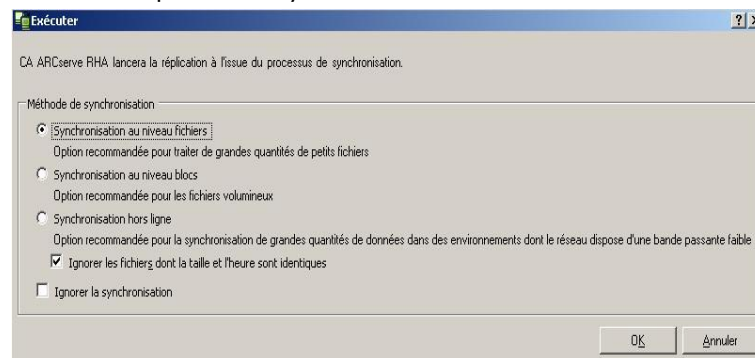 Exécuter
CA ARCserve RHA lancera la réplication à l'issue du processus de synchronisation.
Méthode de synchronisation
Synchronisation au niveau fichiers
Option recommandée pour traiter de grandes quantités de petits fichiers
Synchronisation au niveau blocs
Option recommandée pour les fichiers volumineux
Synchronisation hors ligne
Option recommandée pour la synchronisation de grandes quantités de données dans des environnements dont le réseau dispose d'une bande passante faible
Ignorer les fichiers dont la taille et l'heure sont identiques
Ignorer la synchronisation
OK Annuler